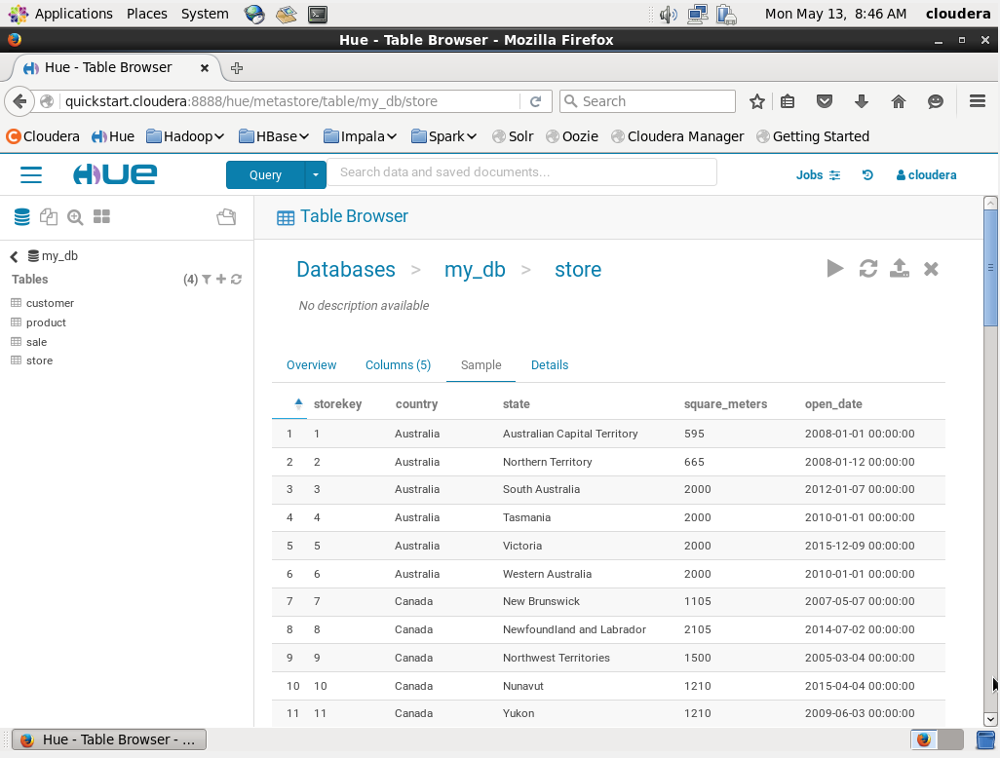 Applications Places System Mon May 13, 8:46 AM cloudera
Hue - Table Browser - Mozilla Firefox
Hue - Table Browser
quickstart.cloudera:8888/hue/metastore/table/my_db/store Search
Cloudera Hue Hadoop HBase Impala Spark Solr Oozie Cloudera Manager Getting Started
HUE Query Search data and saved documents... Jobs cloudera
Table Browser
my_db
Tables (4)
customer
product
sale
store
Databases > my_db > store
No description available
Overview Columns (5) Sample Details
storekey country state square_meters open_date
1 1 Australia Australian Capital Territory 595 2008-01-01 00:00:00
2 2 Australia Northern Territory 665 2008-01-12 00:00:00
3 3 Australia South Australia 2000 2012-01-07 00:00:00
4 4 Australia Tasmania 2000 2010-01-01 00:00:00
5 5 Australia Victoria 2000 2015-12-09 00:00:00
6 6 Australia Western Australia 2000 2010-01-01 00:00:00
7 7 Canada New Brunswick 1105 2007-05-07 00:00:00
8 8 Canada Newfoundland and Labrador 2105 2014-07-02 00:00:00
9 9 Canada Northwest Territories 1500 2005-03-04 00:00:00
10 10 Canada Nunavut 1210 2015-04-04 00:00:00
11 11 Canada Yukon 1210 2009-06-03 00:00:00
Hue - Table Browser - ...